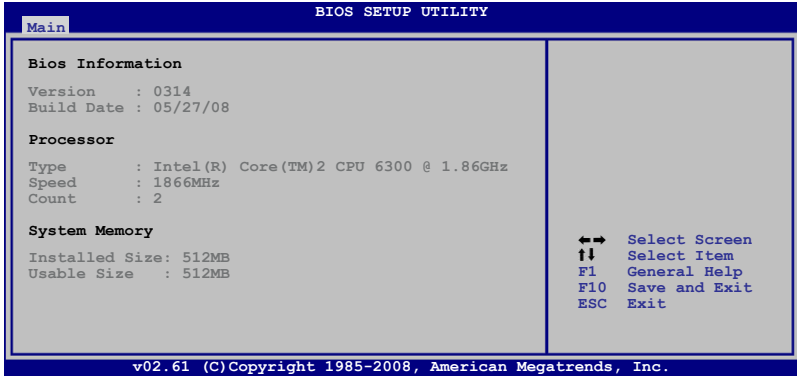 BIOS SETUP UTILITY
Main
Bios Information
Version : 0314
Build Date : 05/27/08
Processor
Type : Intel(R) Core(TM)2 CPU 6300 @ 1.86GHz
Speed : 1866MHz
Count : 2
System Memory
Installed Size: 512MB
Usable Size : 512MB
←→ Select Screen
↑↓ Select Item
F1 General Help
F10 Save and Exit
ESC Exit
v02.61 (C)Copyright 1985-2008, American Megatrends, Inc.